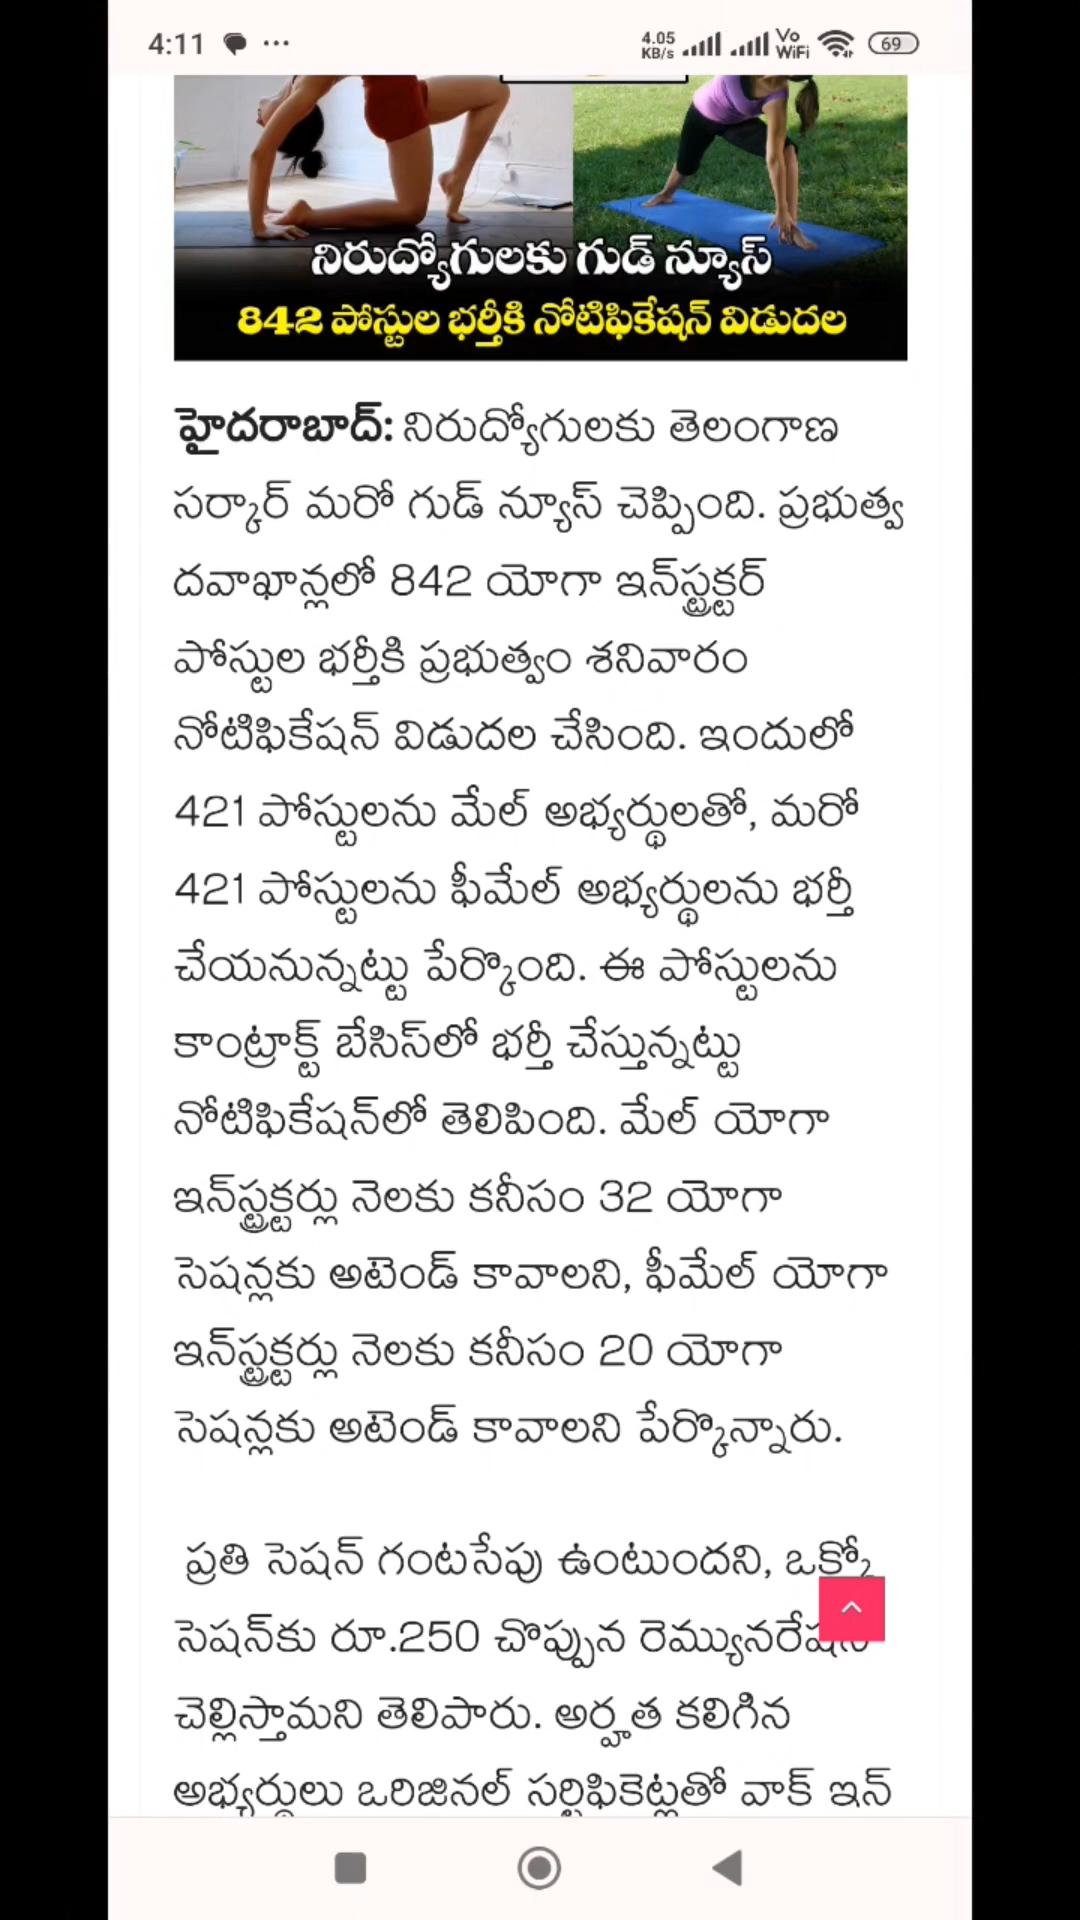 4:11
4.05 KB/s
Vo WiFi
69
నిరుద్యోగులకు గుడ్ న్యూస్
842 పోస్టుల భర్తీకి నోటిఫికేషన్ విడుదల
హైదరాబాద్: నిరుద్యోగులకు తెలంగాణ
సర్కార్ మరో గుడ్ న్యూస్ చెప్పింది. ప్రభుత్వ
దవాఖాన్లలో 842 యోగా ఇన్‌స్ట్రక్టర్
పోస్టుల భర్తీకి ప్రభుత్వం శనివారం
నోటిఫికేషన్ విడుదల చేసింది. ఇందులో
421 పోస్టులను మేల్ అభ్యర్థులతో, మరో
421 పోస్టులను ఫీమేల్ అభ్యర్థులను భర్తీ
చేయనున్నట్టు పేర్కొంది. ఈ పోస్టులను
కాంట్రాక్ట్ బేసిస్‌లో భర్తీ చేస్తున్నట్టు
నోటిఫికేషన్‌లో తెలిపింది. మేల్ యోగా
ఇన్‌స్ట్రక్టర్లు నెలకు కనీసం 32 యోగా
సెషన్లకు అటెండ్ కావాలని, ఫీమేల్ యోగా
ఇన్‌స్ట్రక్టర్లు నెలకు కనీసం 20 యోగా
సెషన్లకు అటెండ్ కావాలని పేర్కొన్నారు.
ప్రతి సెషన్ గంటసేపు ఉంటుందని, ఒక్కో
సెషన్‌కు రూ.250 చొప్పున రెమ్యునరేషన్
చెల్లిస్తామని తెలిపారు. అర్హత కలిగిన
అభ్యర్థులు ఒరిజినల్ సర్టిఫికెట్లతో వాక్ ఇన్